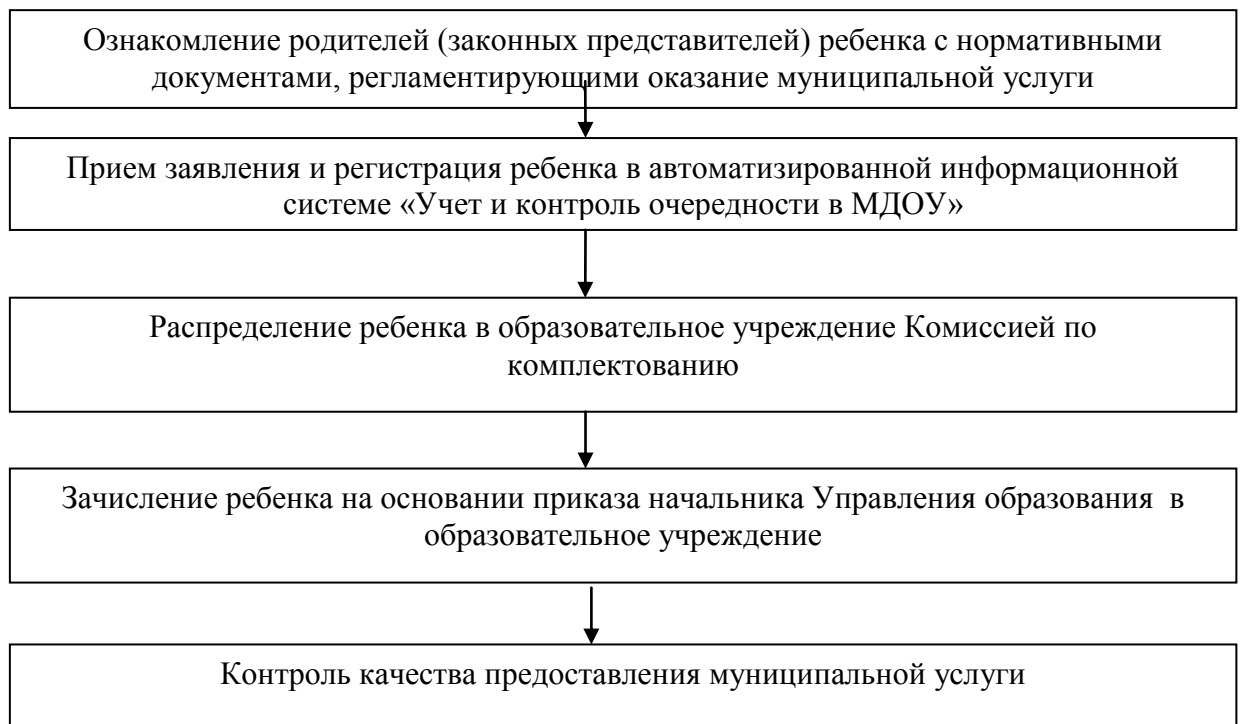 Ознакомление родителей (законных представителей) ребенка с нормативными
документами, регламентирующими оказание муниципальной услуги
Прием заявления и регистрация ребенка в автоматизированной информационной
системе «Учет и контроль очередности в МДОУ»
Распределение ребенка в образовательное учреждение Комиссией по
комплектованию
Зачисление ребенка на основании приказа начальника Управления образования в
образовательное учреждение
Контроль качества предоставления муниципальной услуги